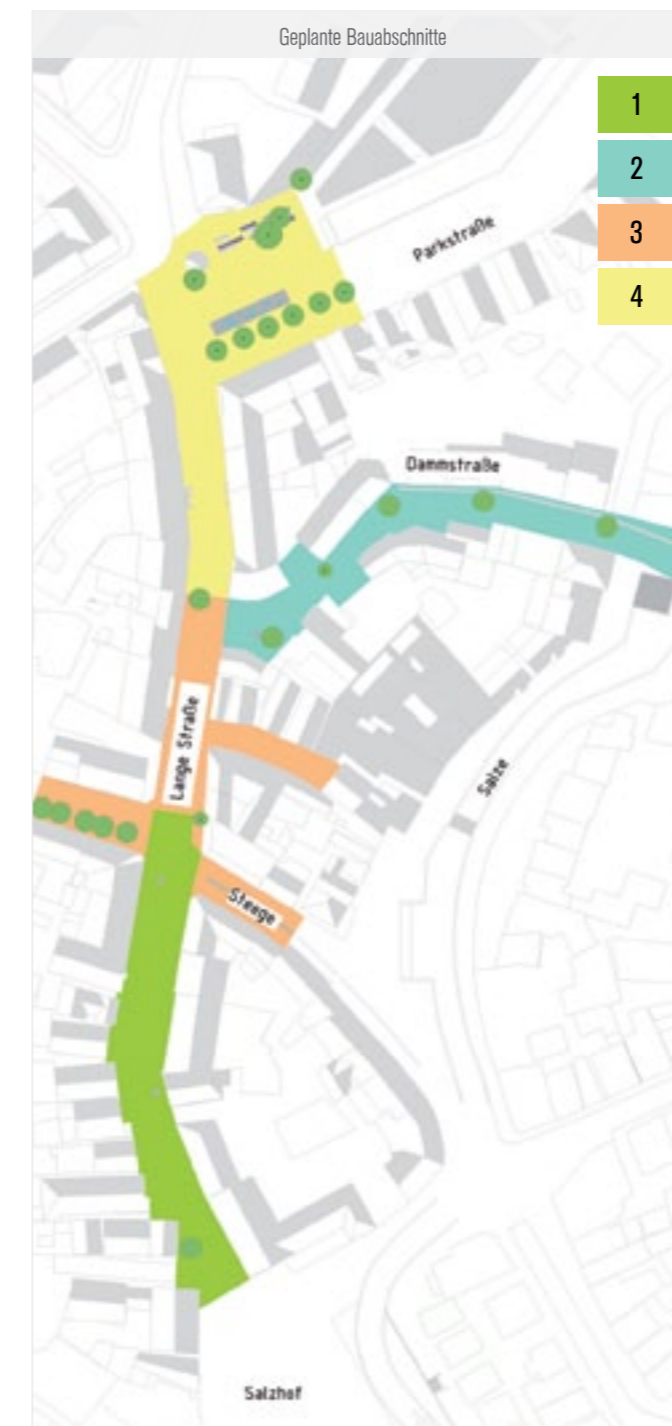 Geplante Bauabschnitte
1
2
3
4
Parkstraße
Dammstraße
Lange Straße
Salze
Steege
Salzhof